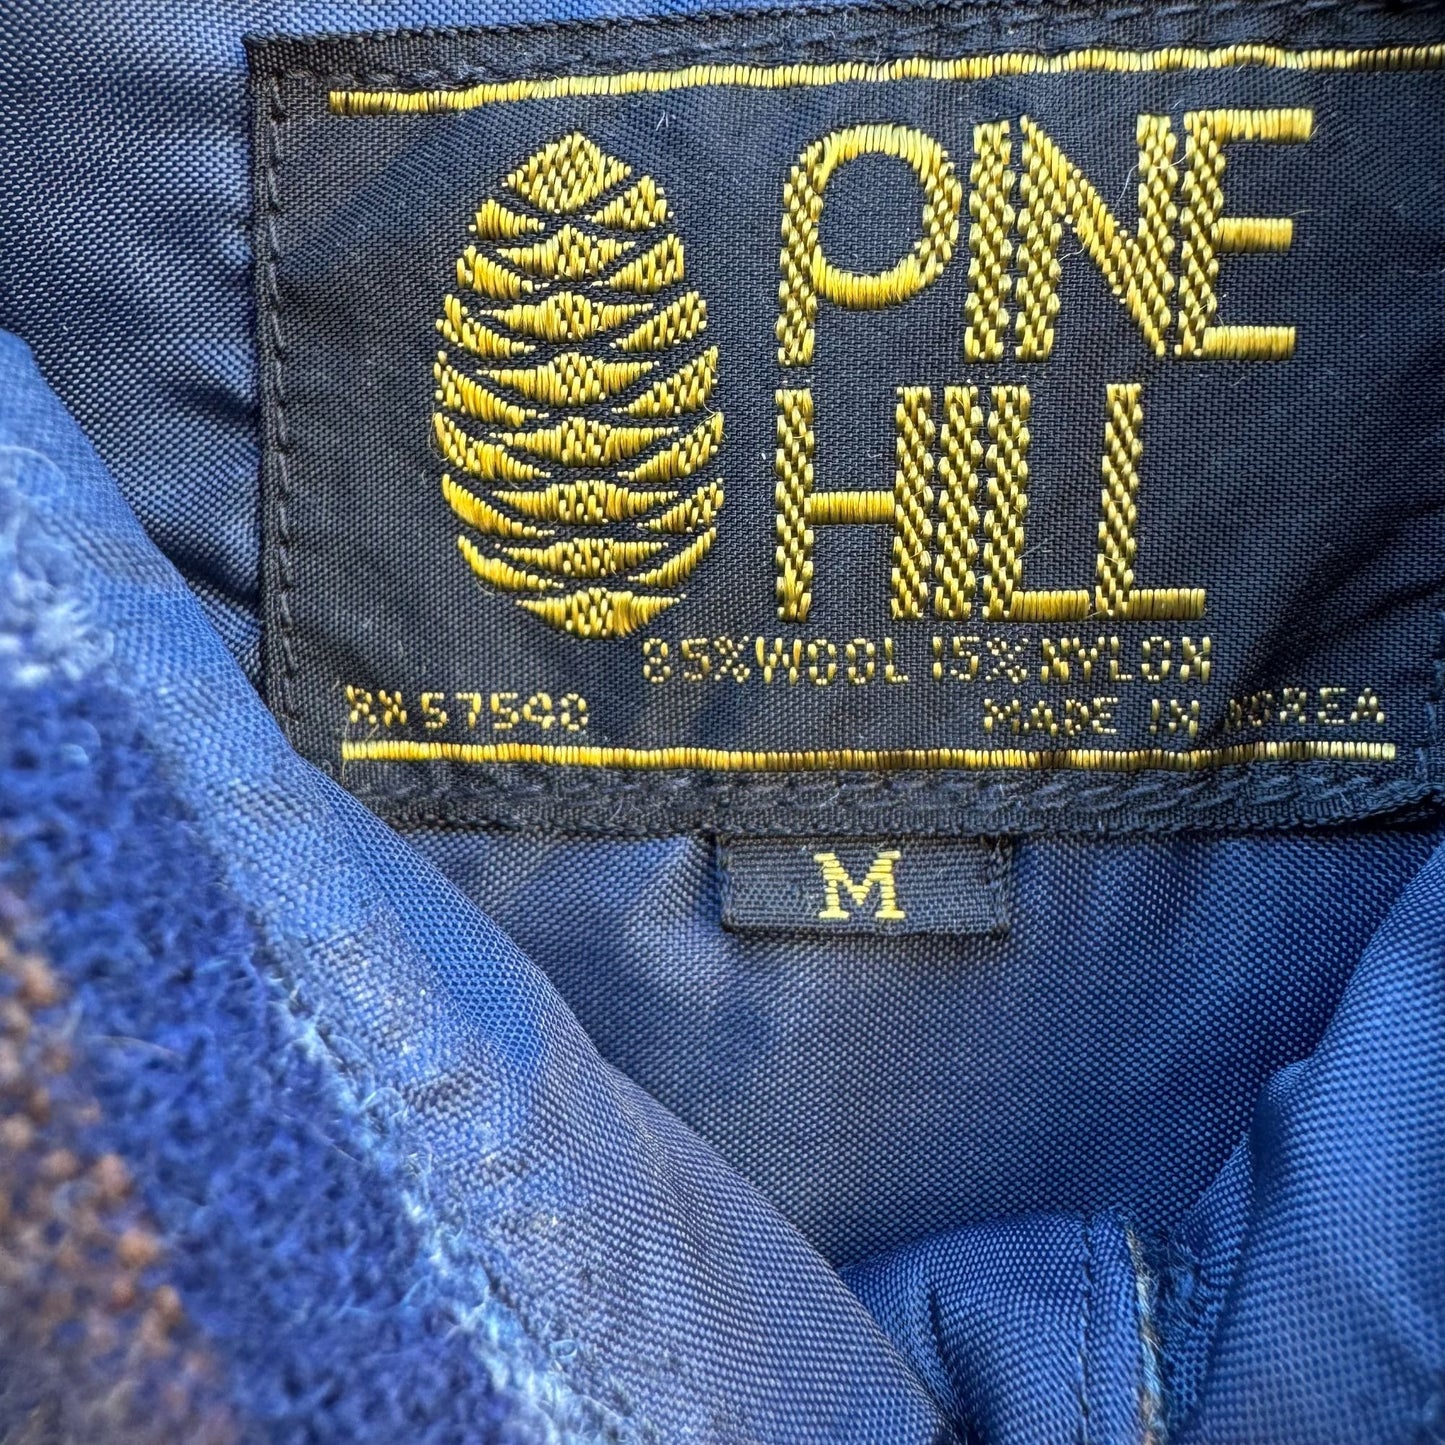 PINE
HILL
85% WOOL 15% NYLON
RN 57540
MADE IN KOREA
M